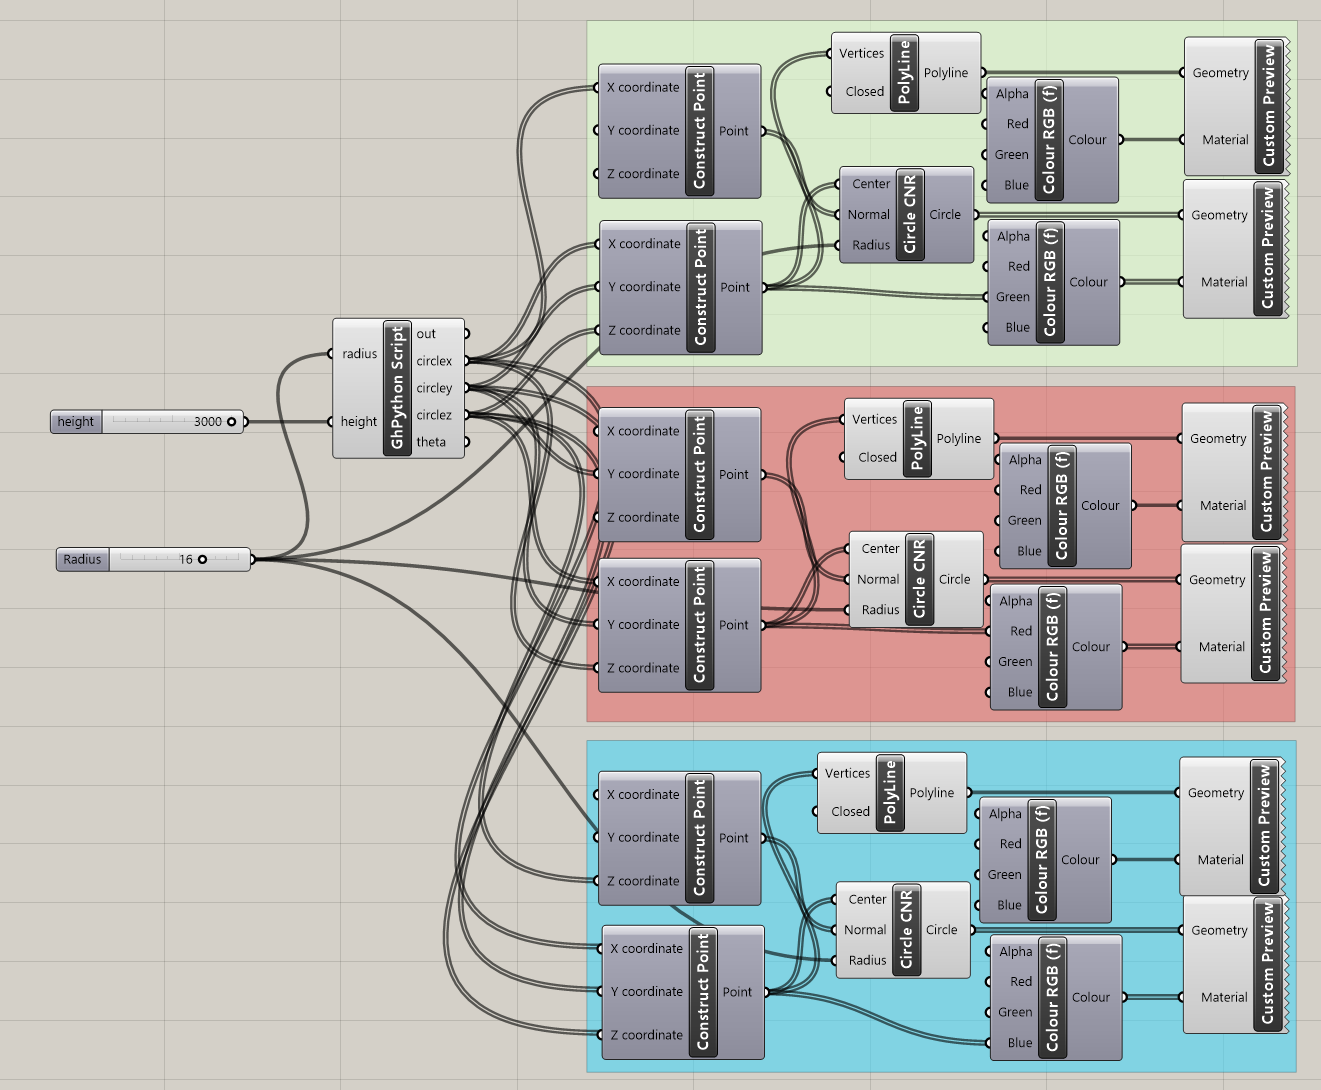 height
3000
Radius
16
radius
height
GhPython Script
out
circlex
circley
circlez
theta
X coordinate
Y coordinate
Z coordinate
Construct Point
Point
X coordinate
Y coordinate
Z coordinate
Construct Point
Point
Vertices
Closed
PolyLine
Polyline
Alpha
Red
Green
Blue
Colour RGB (f)
Colour
Geometry
Material
Custom Preview
Center
Normal
Radius
Circle CNR
Circle
Alpha
Red
Green
Blue
Colour RGB (f)
Colour
Geometry
Material
Custom Preview
X coordinate
Y coordinate
Z coordinate
Construct Point
Point
X coordinate
Y coordinate
Z coordinate
Construct Point
Point
Vertices
Closed
PolyLine
Polyline
Alpha
Red
Green
Blue
Colour RGB (f)
Colour
Geometry
Material
Custom Preview
Center
Normal
Radius
Circle CNR
Circle
Alpha
Red
Green
Blue
Colour RGB (f)
Colour
Geometry
Material
Custom Preview
X coordinate
Y coordinate
Z coordinate
Construct Point
Point
X coordinate
Y coordinate
Z coordinate
Construct Point
Point
Vertices
Closed
PolyLine
Polyline
Alpha
Red
Green
Blue
Colour RGB (f)
Colour
Geometry
Material
Custom Preview
Center
Normal
Radius
Circle CNR
Circle
Alpha
Red
Green
Blue
Colour RGB (f)
Colour
Geometry
Material
Custom Preview